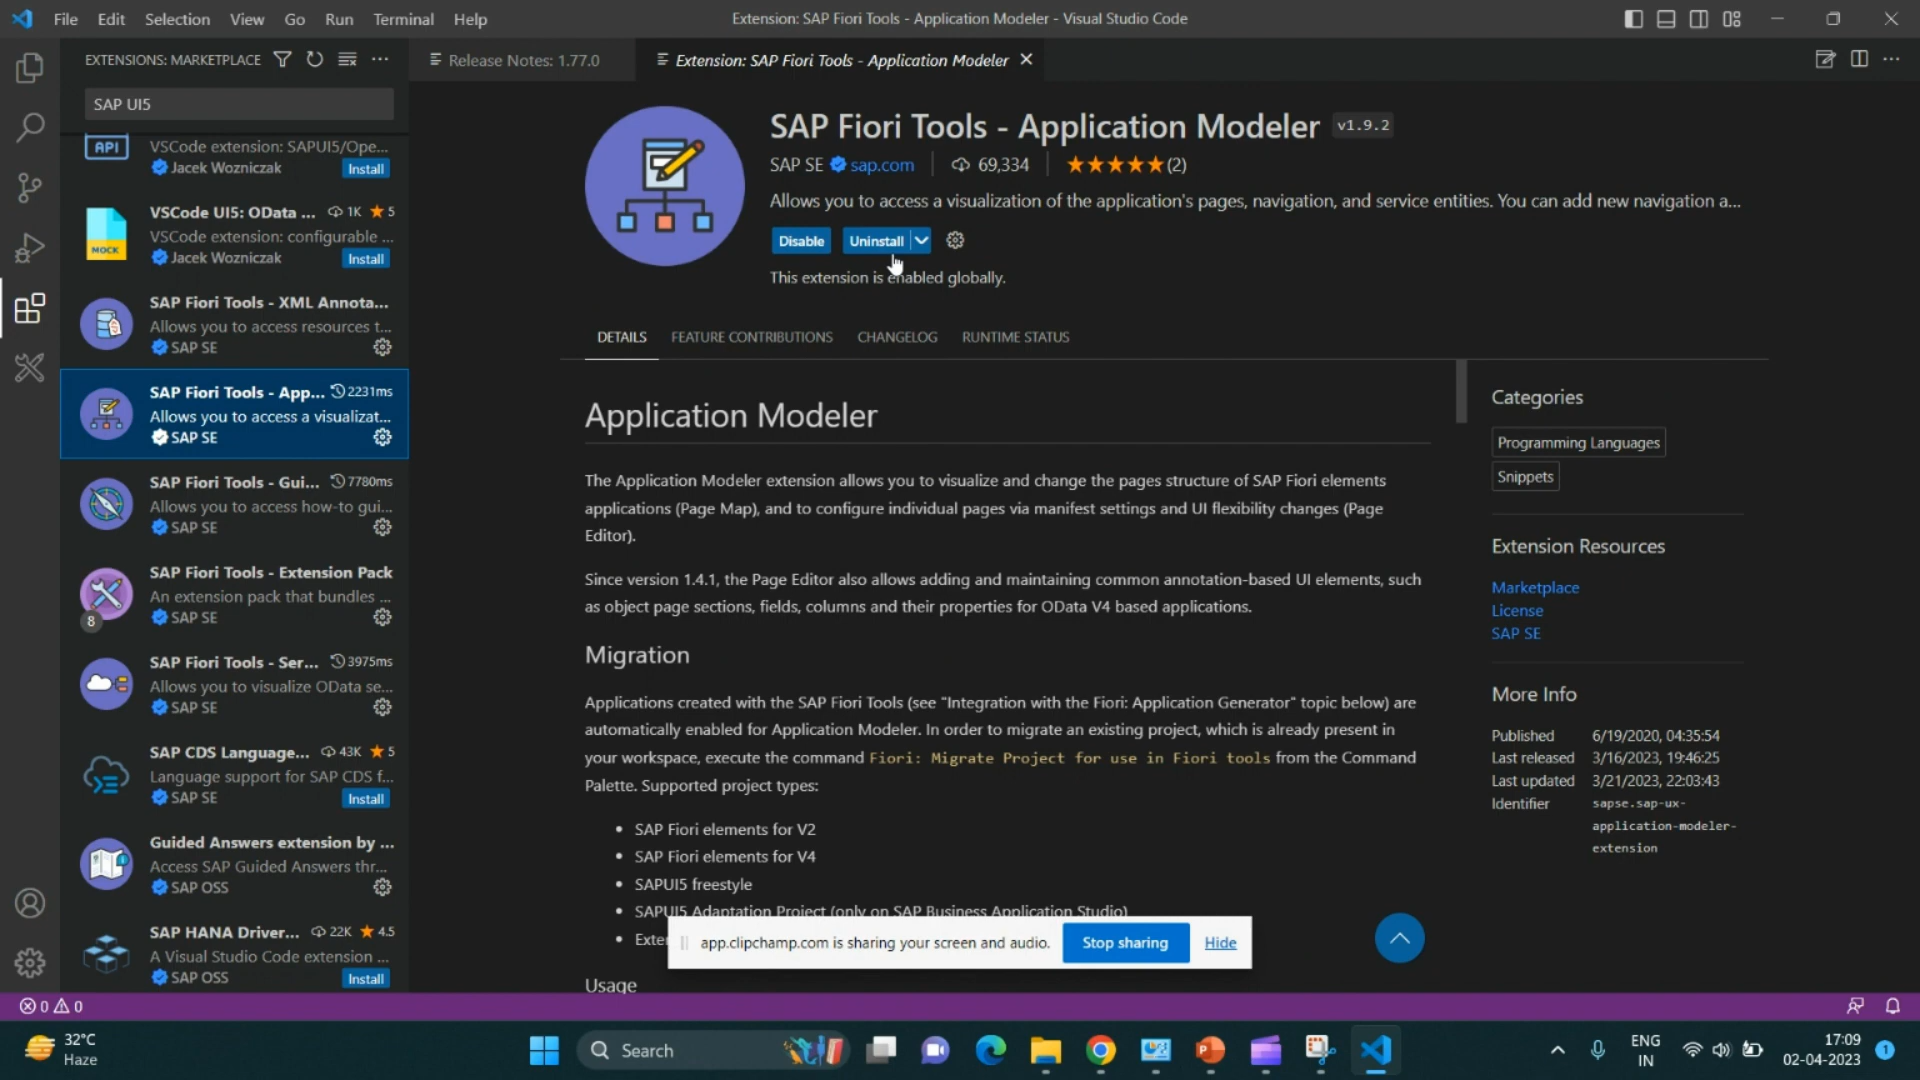 File Edit Selection View Go Run Terminal Help
Extension: SAP Fiori Tools - Application Modeler - Visual Studio Code
EXTENSIONS: MARKETPLACE
Release Notes: 1.77.0
Extension: SAP Fiori Tools - Application Modeler
SAP UI5
API
VSCode extension: SAPUI5/Ope...
Jacek Wozniczak
Install
VSCode UI5: OData ... 1K 5
MOCK
VSCode extension: configurable ...
Jacek Wozniczak
Install
SAP Fiori Tools - XML Annota...
Allows you to access resources t...
SAP SE
SAP Fiori Tools - App... 2231ms
Allows you to access a visualizat...
SAP SE
SAP Fiori Tools - Gui... 7780ms
Allows you to access how-to gui...
SAP SE
SAP Fiori Tools - Extension Pack
An extension pack that bundles ...
8
SAP SE
SAP Fiori Tools - Ser... 3975ms
Allows you to visualize OData se...
SAP SE
SAP CDS Language... 43K 5
Language support for SAP CDS f...
SAP SE
Install
Guided Answers extension by ...
Access SAP Guided Answers thr...
SAP OSS
SAP HANA Driver... 22K 4.5
A Visual Studio Code extension ...
SAP OSS
Install
SAP Fiori Tools - Application Modeler v1.9.2
SAP SE sap.com 69,334 (2)
Allows you to access a visualization of the application's pages, navigation, and service entities. You can add new navigation a...
Disable Uninstall
This extension is enabled globally.
DETAILS FEATURE CONTRIBUTIONS CHANGELOG RUNTIME STATUS
Application Modeler
The Application Modeler extension allows you to visualize and change the pages structure of SAP Fiori elements
applications (Page Map), and to configure individual pages via manifest settings and UI flexibility changes (Page
Editor).
Since version 1.4.1, the Page Editor also allows adding and maintaining common annotation-based UI elements, such
as object page sections, fields, columns and their properties for OData V4 based applications.
Migration
Applications created with the SAP Fiori Tools (see "Integration with the Fiori: Application Generator" topic below) are
automatically enabled for Application Modeler. In order to migrate an existing project, which is already present in
your workspace, execute the command Fiori: Migrate Project for use in Fiori tools from the Command
Palette. Supported project types:
• SAP Fiori elements for V2
• SAP Fiori elements for V4
• SAPUI5 freestyle
• SAPUI5 Adaptation Project (only on SAP Business Application Studio)
• Exte
app.clipchamp.com is sharing your screen and audio. Stop sharing Hide
Usage
Categories
Programming Languages
Snippets
Extension Resources
Marketplace
License
SAP SE
More Info
Published 6/19/2020, 04:35:54
Last released 3/16/2023, 19:46:25
Last updated 3/21/2023, 22:03:43
Identifier sapse.sap-ux-
application-modeler-
extension
0 0
32°C
Haze
Search
ENG
IN
17:09
02-04-2023
1